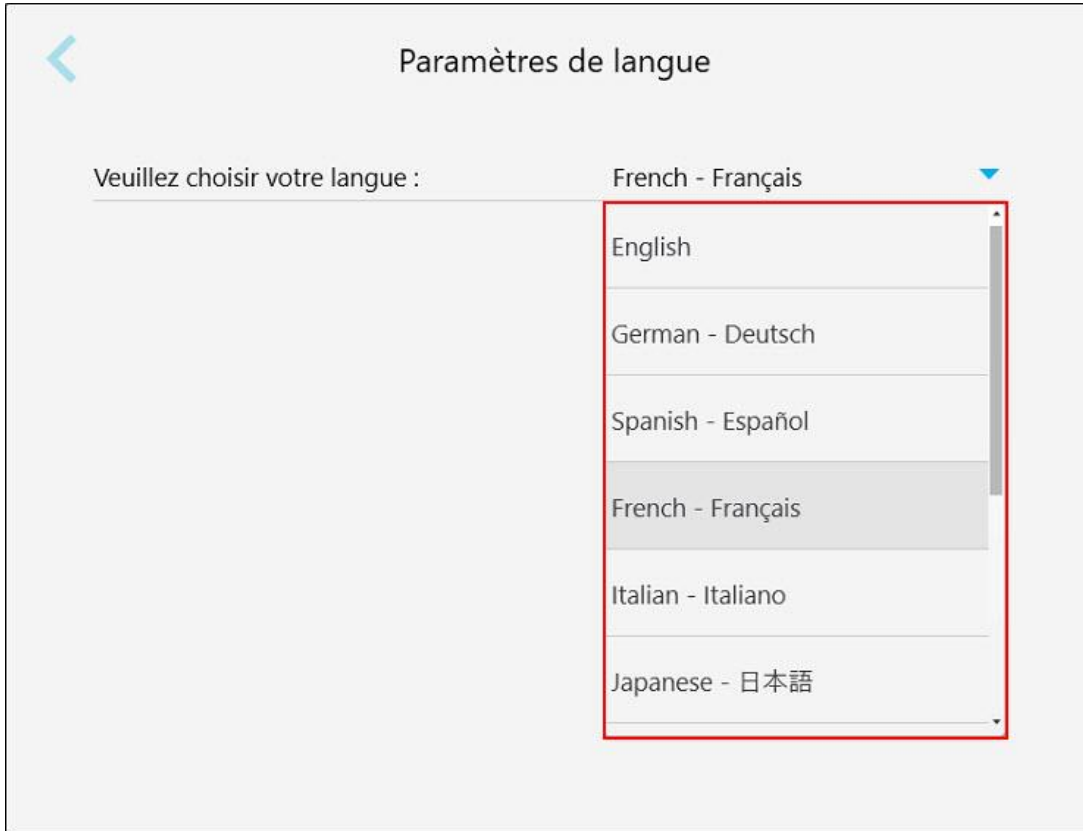 Paramètres de langue
Veuillez choisir votre langue : French - Français
English
German - Deutsch
Spanish - Español
French - Français
Italian - Italiano
Japanese - 日本語